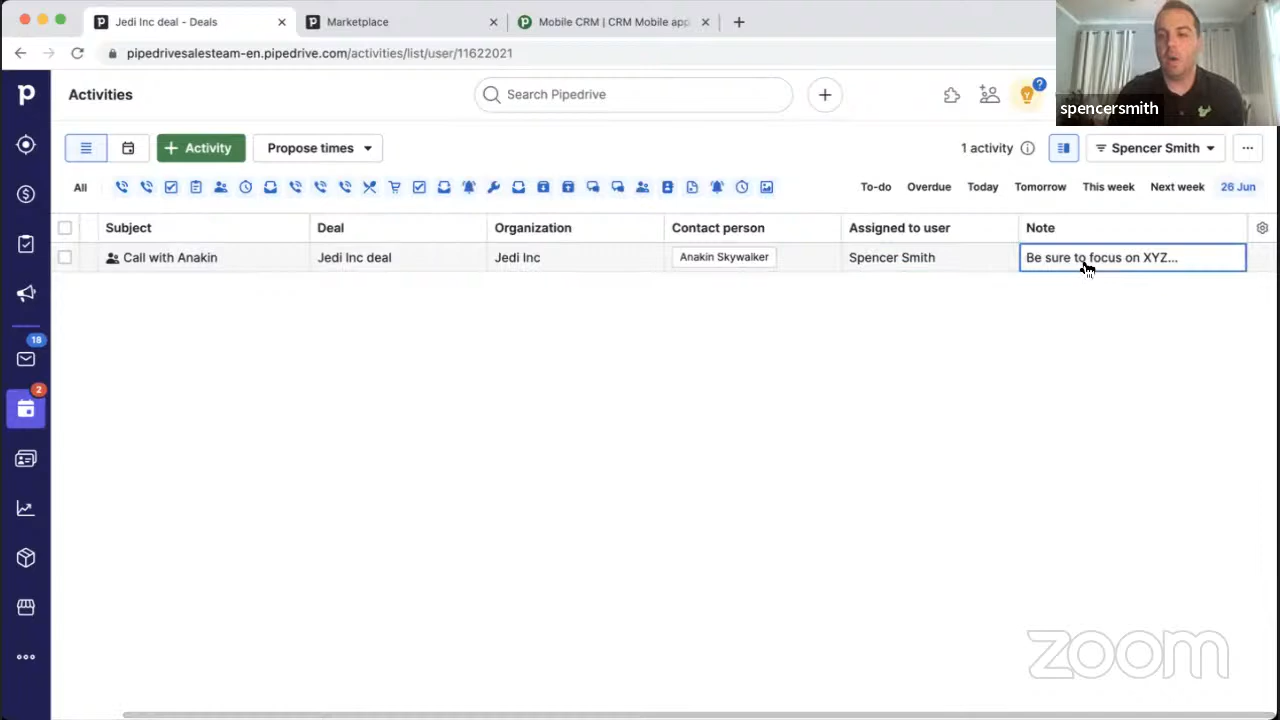 Jedi Inc deal - Deals
Marketplace
Mobile CRM | CRM Mobile app
pipedrivesalesteam-en.pipedrive.com/activities/list/user/11622021
spencersmith
Activities
Search Pipedrive
?
Activity
Propose times
1 activity
Spencer Smith
All
To-do
Overdue
Today
Tomorrow
This week
Next week
26 Jun
Subject
Deal
Organization
Contact person
Assigned to user
Note
Call with Anakin
Jedi Inc deal
Jedi Inc
Anakin Skywalker
Spencer Smith
Be sure to focus on XYZ...
18
2
zoom